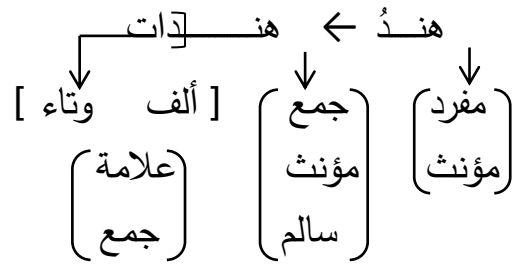 هنـدُ ← هنـــدات
مفرد جمع [ ألف وتاء ]
مؤنث مؤنث علامة
سالم جمع